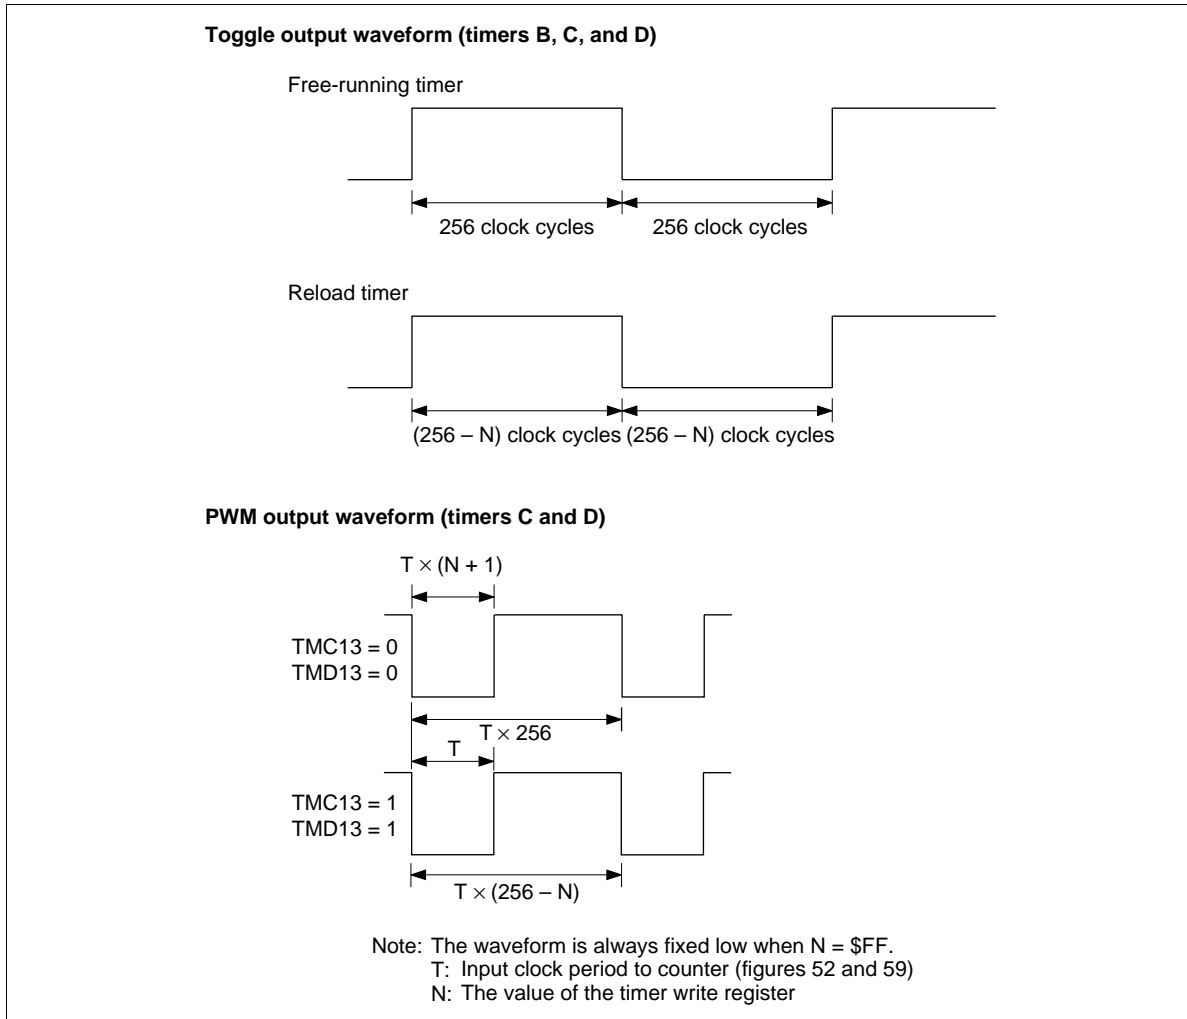 Toggle output waveform (timers B, C, and D)
Free-running timer
256 clock cycles 256 clock cycles
Reload timer
(256 – N) clock cycles (256 – N) clock cycles
PWM output waveform (timers C and D)
T × (N + 1)
TMC13 = 0
TMD13 = 0
T × 256
T
TMC13 = 1
TMD13 = 1
T × (256 – N)
Note: The waveform is always fixed low when N = $FF.
T: Input clock period to counter (figures 52 and 59)
N: The value of the timer write register